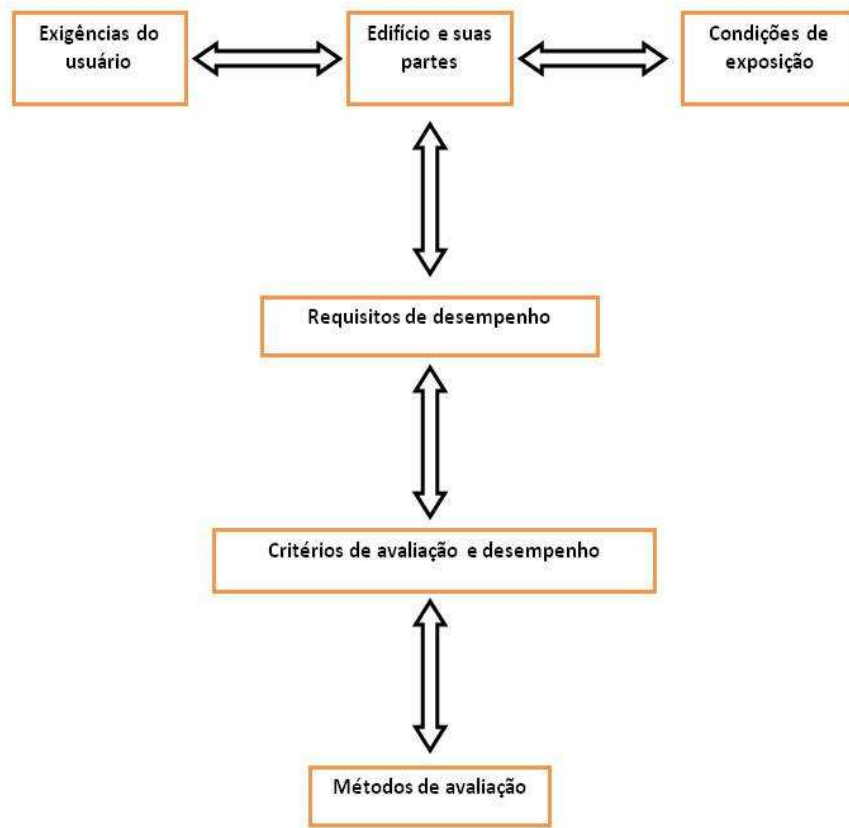 Exigências do
usuário
Edifício e suas
partes
Condições de
exposição
Requisitos de desempenho
Critérios de avaliação e desempenho
Métodos de avaliação